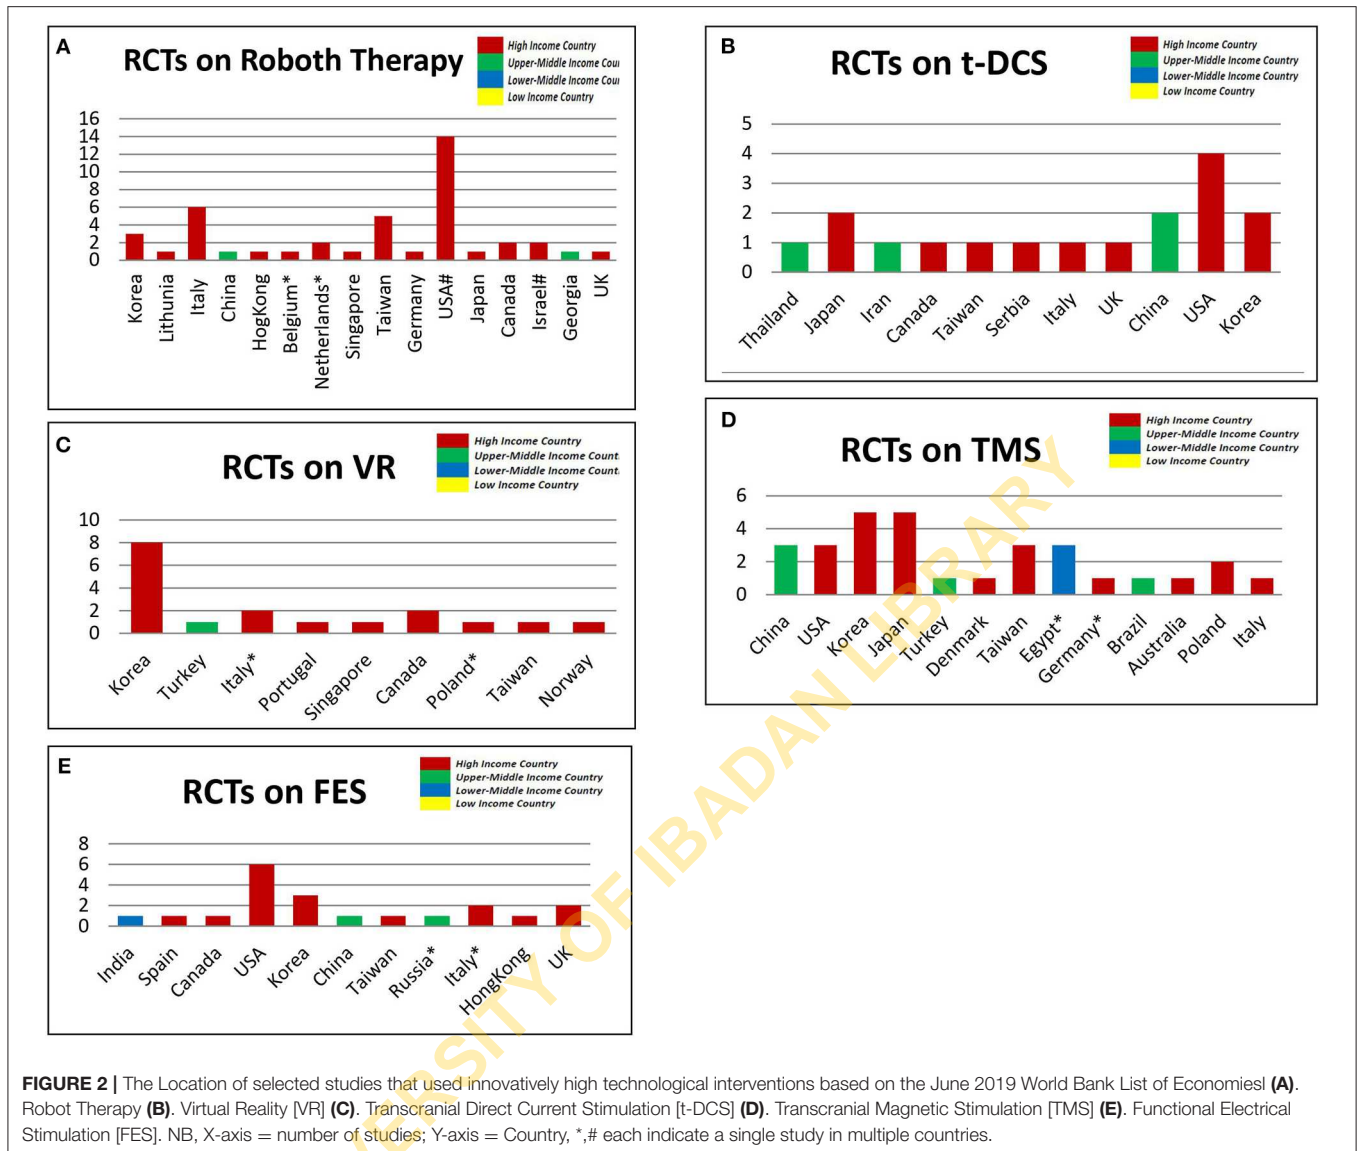 A
RCTs on Roboth Therapy
High Income Country
Upper-Middle Income Cou
Lower-Middle Income Cou
Low Income Country
16
14
12
10
8
6
4
2
0
Korea
Lithunia
Italy
China
HogKong
Belgium*
Netherlands*
Singapore
Taiwan
Germany
USA#
Japan
Canada
Israel#
Georgia
UK
B
RCTs on t-DCS
High Income Country
Upper-Middle Income Country
Lower-Middle Income Country
Low Income Country
5
4
3
2
1
0
Thailand
Japan
Iran
Canada
Taiwan
Serbia
Italy
UK
China
USA
Korea
C
RCTs on VR
High Income Country
Upper-Middle Income Count
Lower-Middle Income Count
Low Income Country
10
8
6
4
2
0
Korea
Turkey
Italy*
Portugal
Singapore
Canada
Poland*
Taiwan
Norway
D
RCTs on TMS
High Income Country
Upper-Middle Income Country
Lower-Middle Income Country
Low Income Country
6
4
2
0
China
USA
Korea
Japan
Turkey
Denmark
Taiwan
Egypt*
Germany*
Brazil
Australia
Poland
Italy
E
RCTs on FES
High Income Country
Upper-Middle Income Country
Lower-Middle Income Country
Low Income Country
8
6
4
2
0
India
Spain
Canada
USA
Korea
China
Taiwan
Russia*
Italy*
HongKong
UK
VERSITY OF IBADAN LIBRARY
FIGURE 2 | The Location of selected studies that used innovatively high technological interventions based on the June 2019 World Bank List of Economiesl (A).
Robot Therapy (B). Virtual Reality [VR] (C). Transcranial Direct Current Stimulation [t-DCS] (D). Transcranial Magnetic Stimulation [TMS] (E). Functional Electrical
Stimulation [FES]. NB, X-axis = number of studies; Y-axis = Country, *,# each indicate a single study in multiple countries.